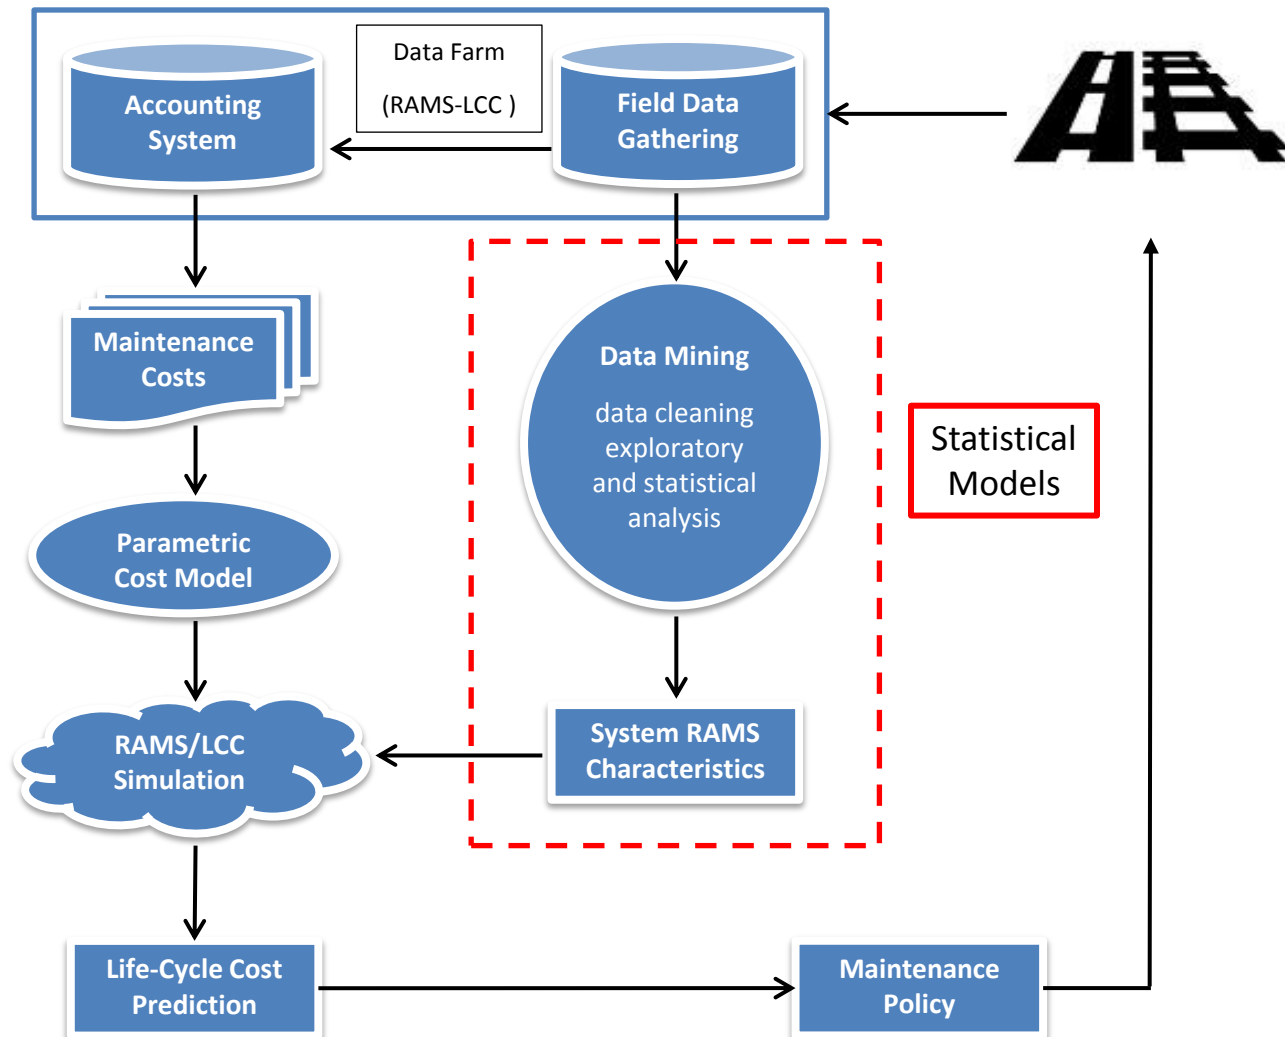 Data Farm
(RAMS-LCC )
Accounting
System
Field Data
Gathering
Maintenance
Costs
Data Mining
data cleaning
exploratory
and statistical
analysis
Statistical
Models
Parametric
Cost Model
RAMS/LCC
Simulation
System RAMS
Characteristics
Life-Cycle Cost
Prediction
Maintenance
Policy